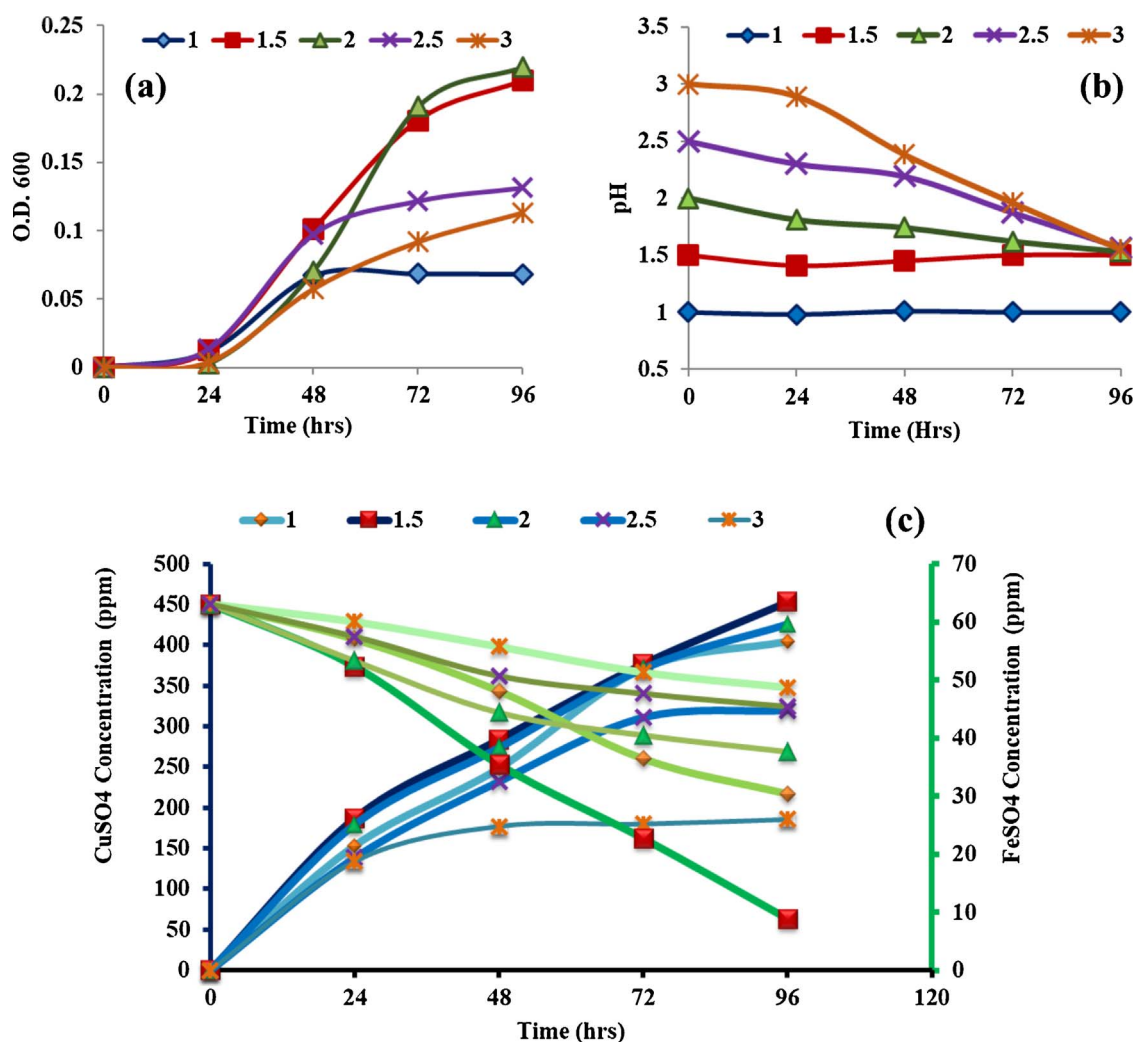 1 1.5 2 2.5 3
(a)
0.25
0.2
0.15
0.1
0.05
0
O.D. 600
0 24 48 72 96
Time (hrs)
1 1.5 2 2.5 3
(b)
3.5
3
2.5
2
1.5
1
0.5
pH
0 24 48 72 96
Time (Hrs)
1 1.5 2 2.5 3
(c)
500
450
400
350
300
250
200
150
100
50
0
CuSO4 Concentration (ppm)
70
60
50
40
30
20
10
0
FeSO4 Concentration (ppm)
0 24 48 72 96 120
Time (hrs)